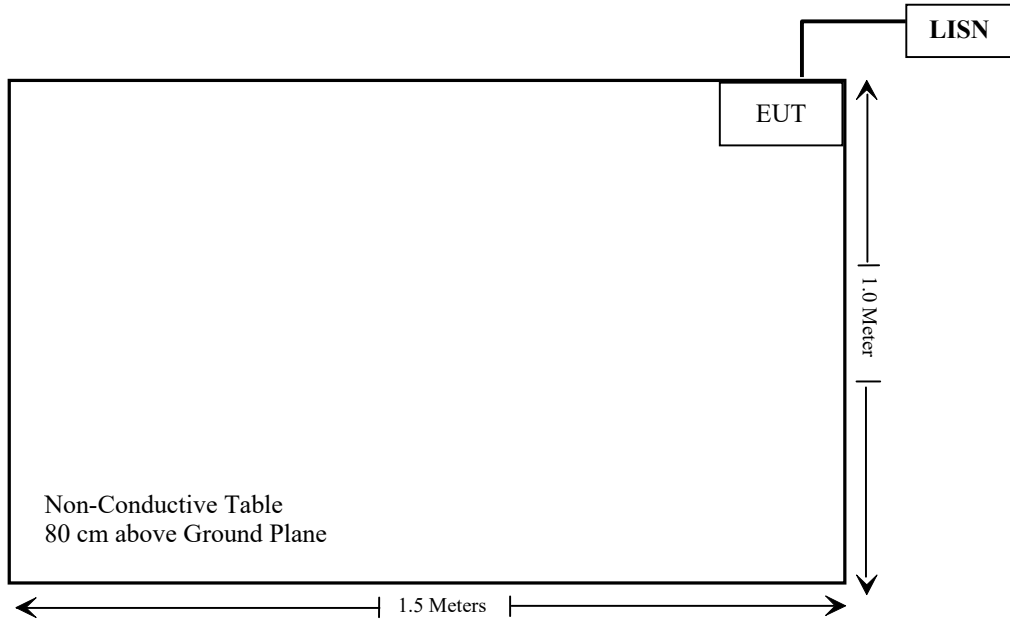 LISN
EUT
1.0 Meter
Non-Conductive Table
80 cm above Ground Plane
1.5 Meters